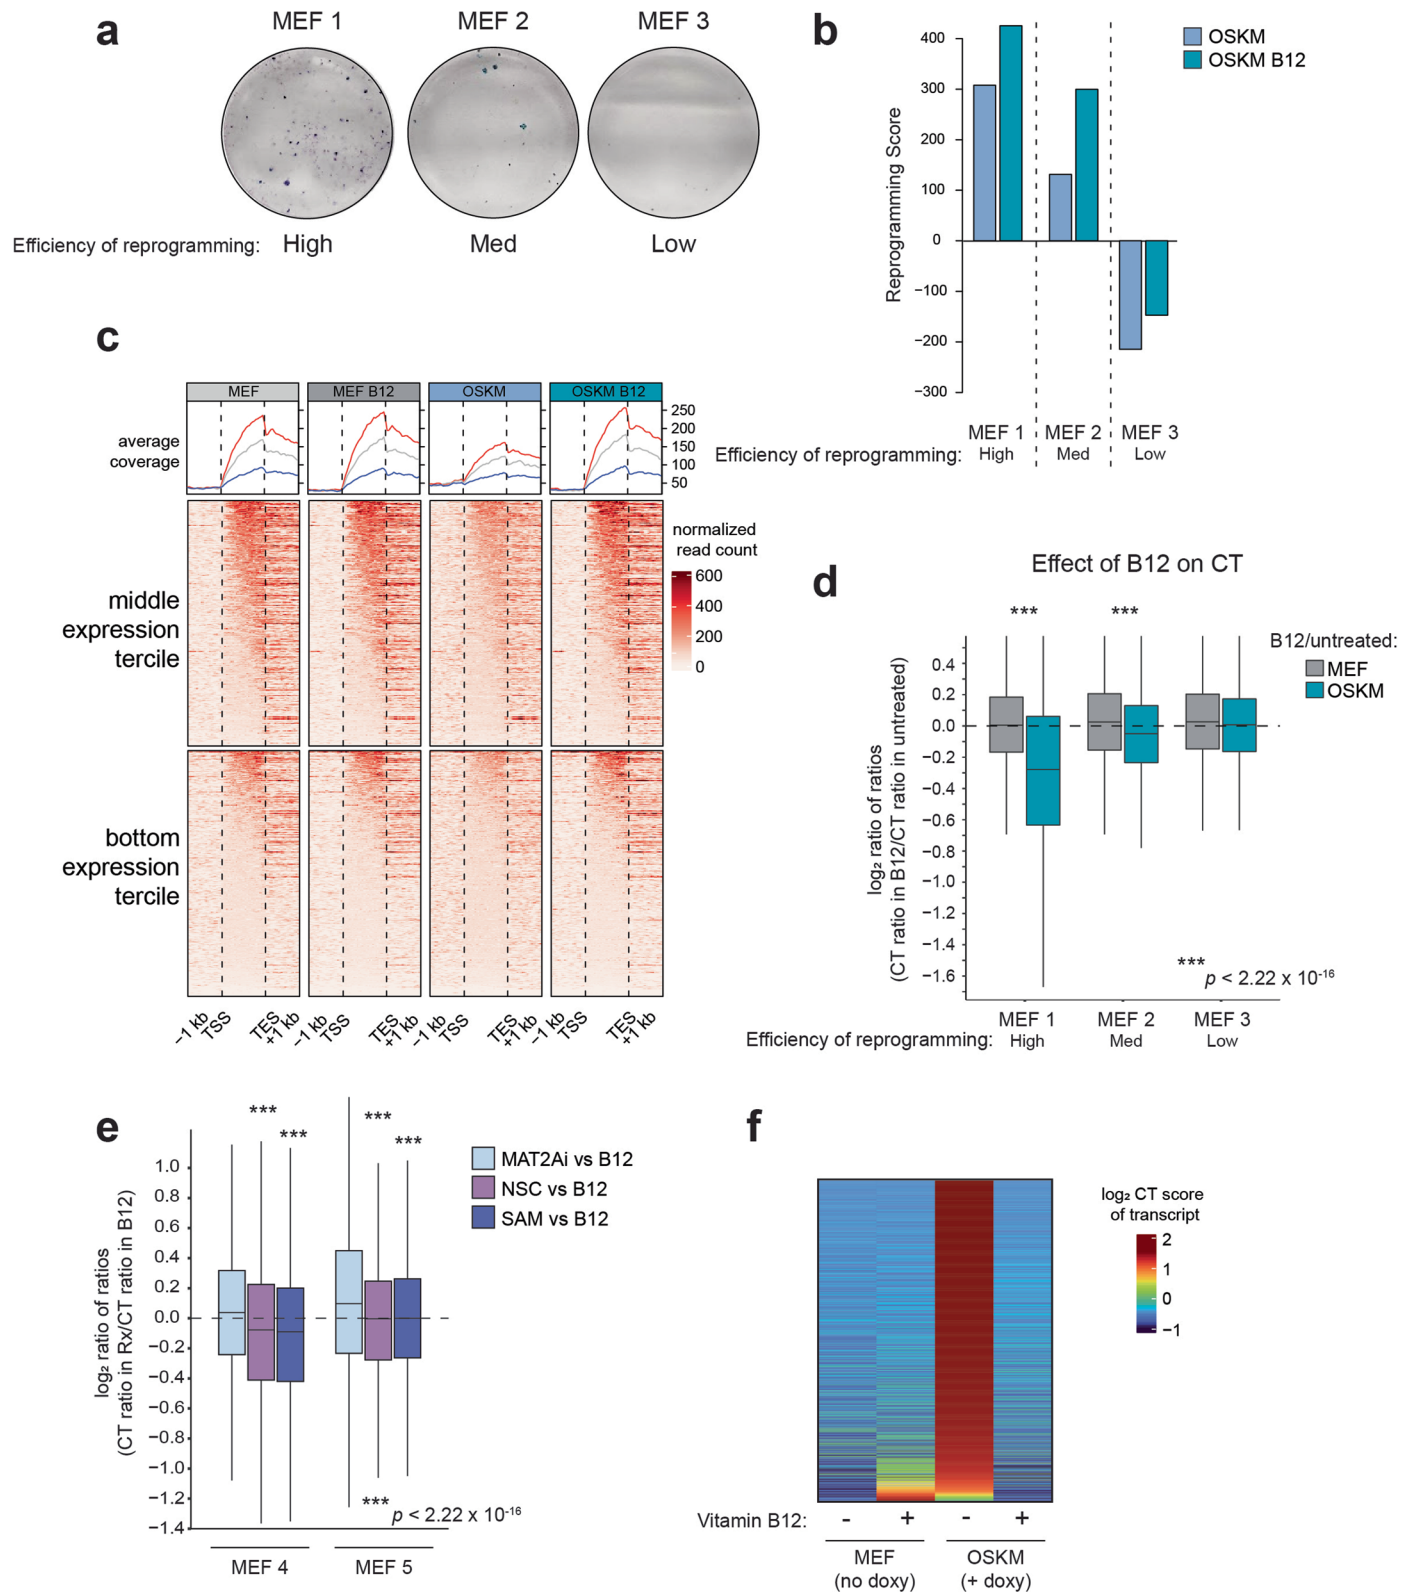 a
MEF 1
MEF 2
MEF 3
Efficiency of reprogramming:
High
Med
Low
b
OSKM
OSKM B12
Reprogramming Score
400
300
200
100
0
−100
−200
−300
MEF 1
MEF 2
MEF 3
Efficiency of reprogramming:
High
Med
Low
c
MEF
MEF B12
OSKM
OSKM B12
average
coverage
250
200
150
100
50
normalized
read count
600
400
200
0
middle
expression
tercile
bottom
expression
tercile
−1 kb
TSS
TES
+1 kb
−1 kb
TSS
TES
+1 kb
−1 kb
TSS
TES
+1 kb
−1 kb
TSS
TES
+1 kb
d
Effect of B12 on CT
***
***
B12/untreated:
MEF
OSKM
log₂ ratio of ratios
(CT ratio in B12/CT ratio in untreated)
0.4
0.2
0.0
−0.2
−0.4
−0.6
−0.8
−1.0
−1.2
−1.4
−1.6
***
p < 2.22 x 10⁻¹⁶
MEF 1
MEF 2
MEF 3
Efficiency of reprogramming:
High
Med
Low
e
***
***
***
***
MAT2Ai vs B12
NSC vs B12
SAM vs B12
log₂ ratio of ratios
(CT ratio in Rx/CT ratio in B12)
1.0
0.8
0.6
0.4
0.2
0.0
−0.2
−0.4
−0.6
−0.8
−1.0
−1.2
−1.4
***
p < 2.22 x 10⁻¹⁶
MEF 4
MEF 5
f
log₂ CT score
of transcript
2
1
0
−1
Vitamin B12:
-
+
-
+
MEF
(no doxy)
OSKM
(+ doxy)